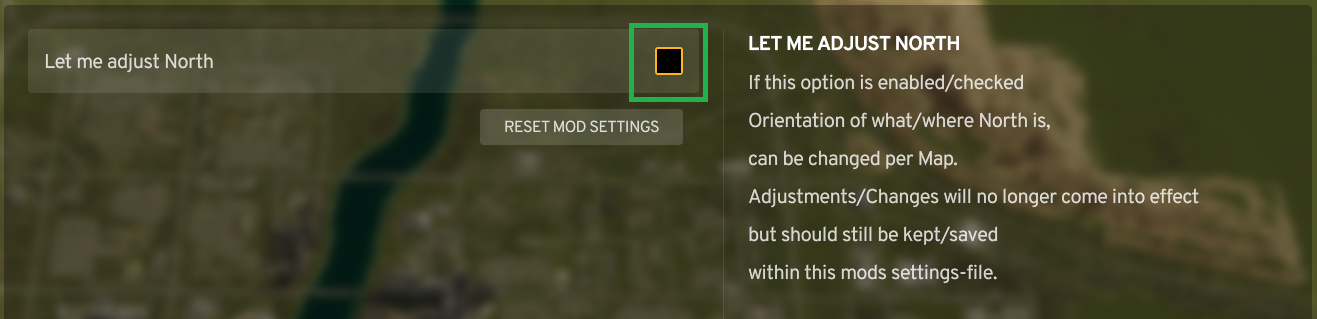 Let me adjust North
RESET MOD SETTINGS
LET ME ADJUST NORTH
If this option is enabled/checked
Orientation of what/where North is,
can be changed per Map.
Adjustments/Changes will no longer come into effect
but should still be kept/saved
within this mods settings-file.